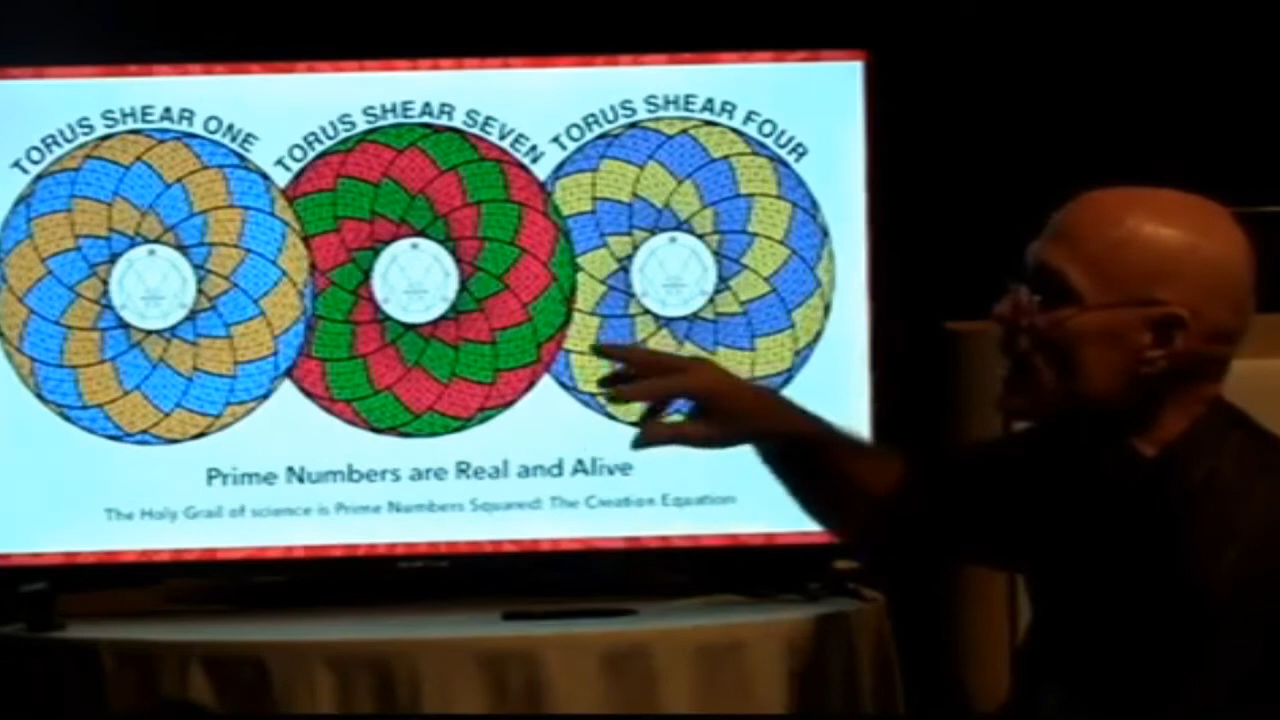 TORUS SHEAR ONE
TORUS SHEAR SEVEN
TORUS SHEAR FOUR
Prime Numbers are Real and Alive
The Holy Grail of science is Prime Numbers Squared: The Creation Equation